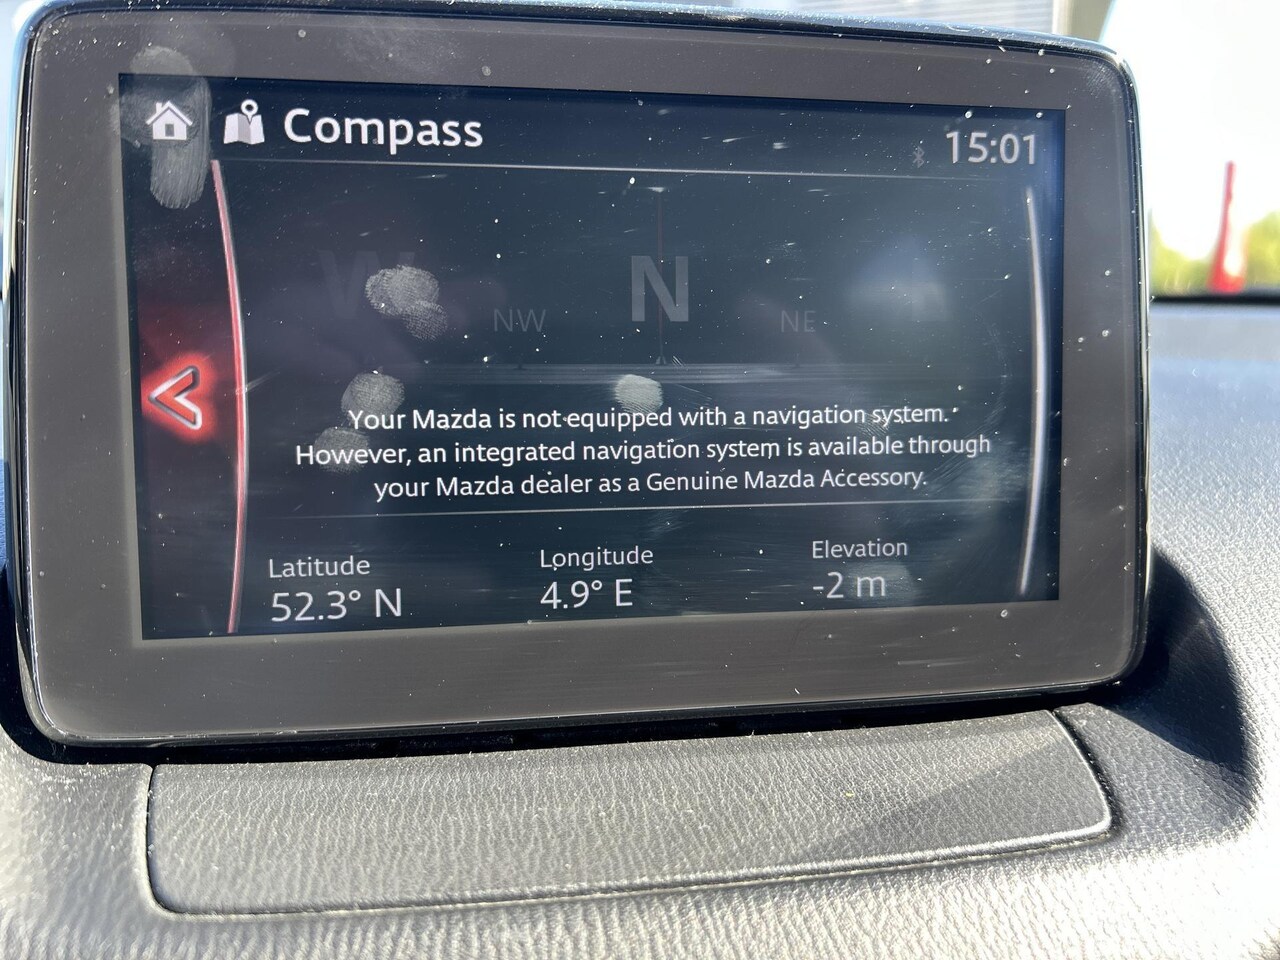 Compass
15:01
W
N
NW
NE
Your Mazda is not equipped with a navigation system.
However, an integrated navigation system is available through
your Mazda dealer as a Genuine Mazda Accessory.
Latitude
Longitude
Elevation
52.3° N
4.9° E
-2 m